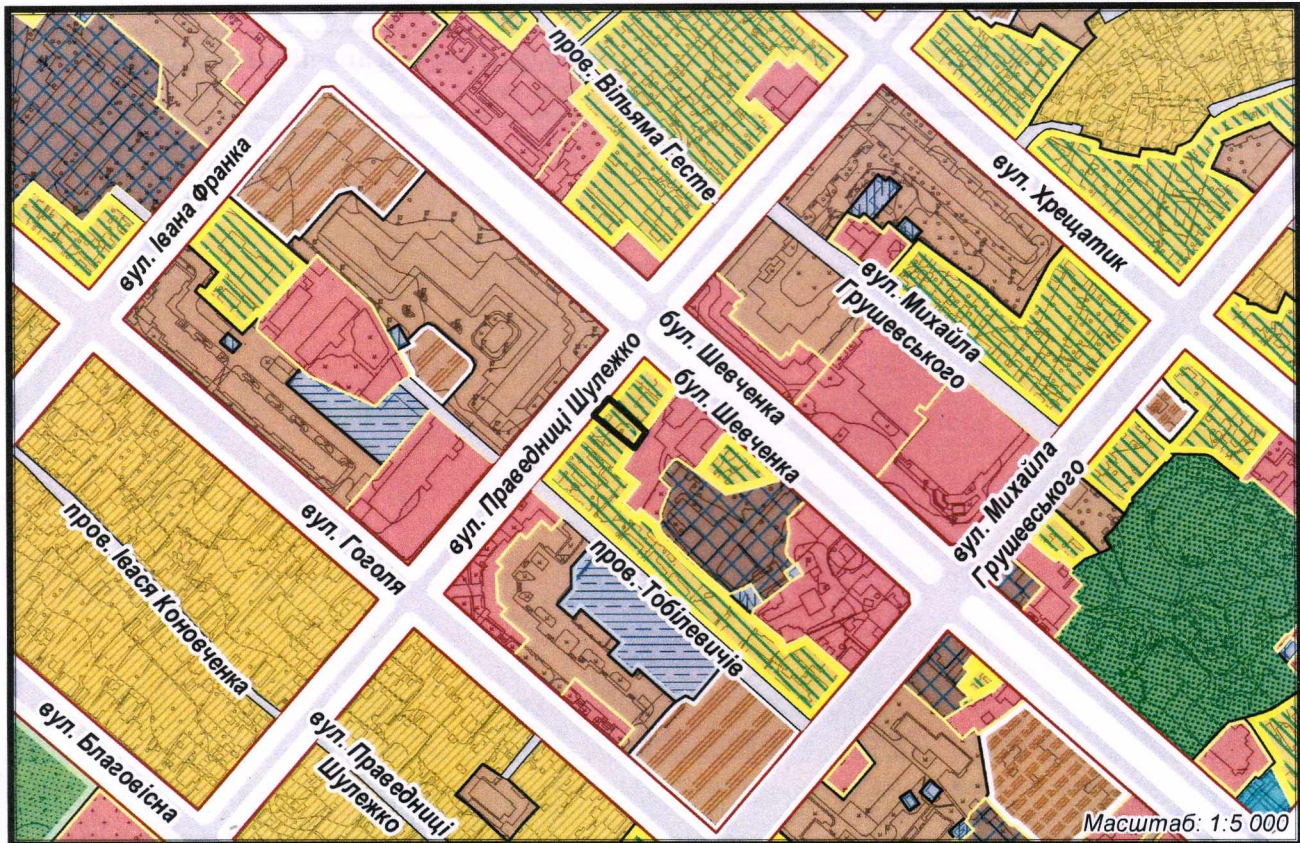 пров. Вільяма Гесте
вул. Хрещатик
вул. Івана Франка
вул. Михайла
Грушевського
бул. Шевченка
бул. Шевченка
вул. Праведниці Шулежко
вул. Михайла
Грушевського
вул. Гоголя
пров. Тобілевичів
пров. Івася Коновченка
вул. Благовісна
вул. Праведниці
Шулежко
Масштаб: 1:5 000